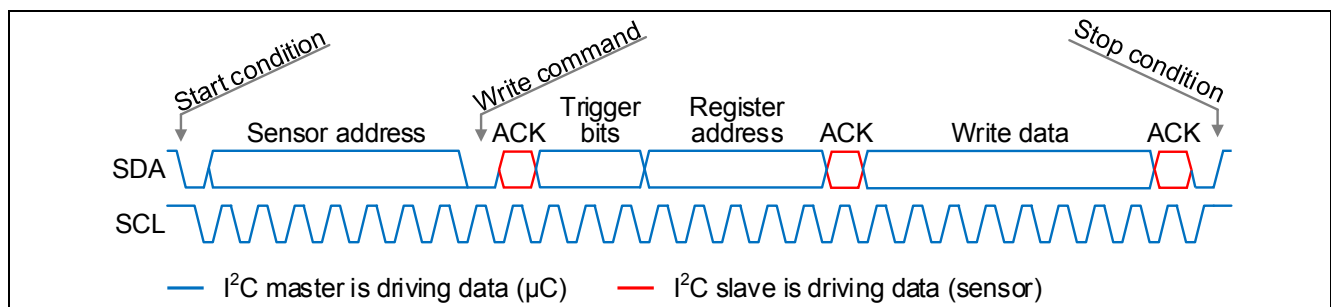 Start condition
Write command
Stop condition
Sensor address
ACK
Trigger bits
Register address
ACK
Write data
ACK
SDA
SCL
I²C master is driving data (µC)
I²C slave is driving data (sensor)